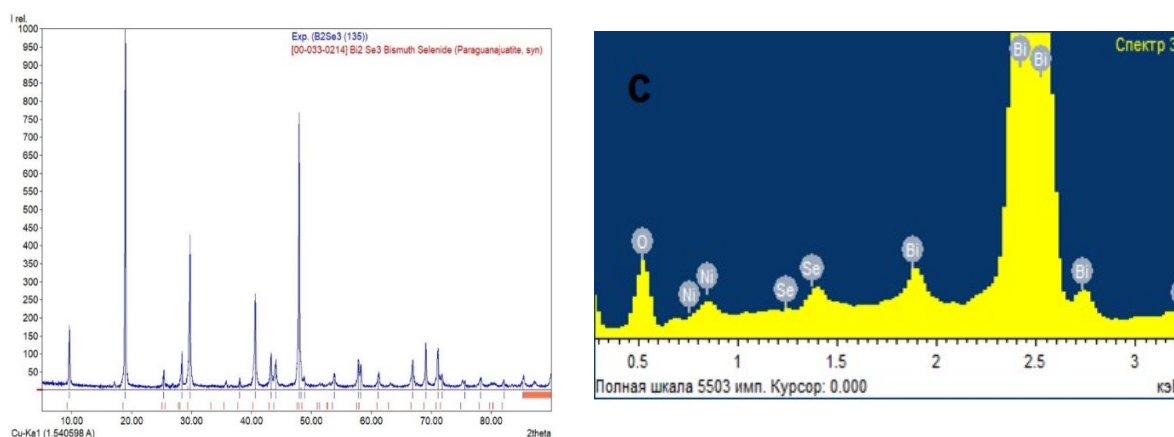 I rel.
Exp. (B2Se3 (135))
[00-033-0214] Bi2 Se3 Bismuth Selenide (Paraguanajuatite, syn)
1000
950
900
850
800
750
700
650
600
550
500
450
400
350
300
250
200
150
100
50
10.00 20.00 30.00 40.00 50.00 60.00 70.00 80.00
Cu-Ka1 (1.540598 A) 2theta
C
Спектр 3
Bi Bi
O Ni Ni Se Se Bi Bi
0.5 1 1.5 2 2.5 3
Полная шкала 5503 имп. Курсор: 0.000 кэ